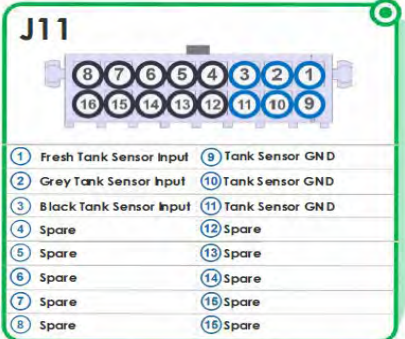 J11
8 7 6 5 4 3 2 1
16 15 14 13 12 11 10 9
1 Fresh Tank Sensor Input 9 Tank Sensor GND
2 Grey Tank Sensor Input 10 Tank Sensor GND
3 Black Tank Sensor Input 11 Tank Sensor GND
4 Spare 12 Spare
5 Spare 13 Spare
6 Spare 14 Spare
7 Spare 15 Spare
8 Spare 15 Spare